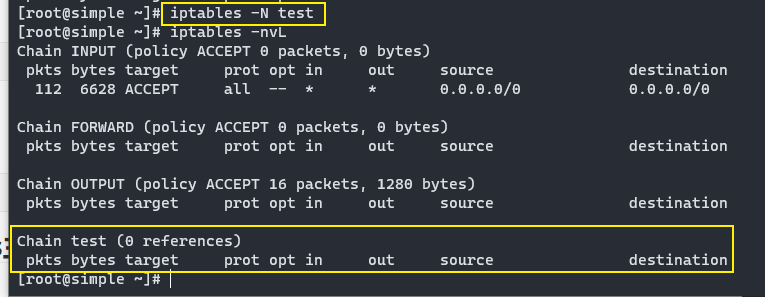 [root@simple ~]# iptables -N test
[root@simple ~]# iptables -nvL
Chain INPUT (policy ACCEPT 0 packets, 0 bytes)
 pkts bytes target     prot opt in     out     source               destination
  112  6628 ACCEPT     all  --  *      *       0.0.0.0/0            0.0.0.0/0
Chain FORWARD (policy ACCEPT 0 packets, 0 bytes)
 pkts bytes target     prot opt in     out     source               destination
Chain OUTPUT (policy ACCEPT 16 packets, 1280 bytes)
 pkts bytes target     prot opt in     out     source               destination
Chain test (0 references)
 pkts bytes target     prot opt in     out     source               destination
[root@simple ~]#